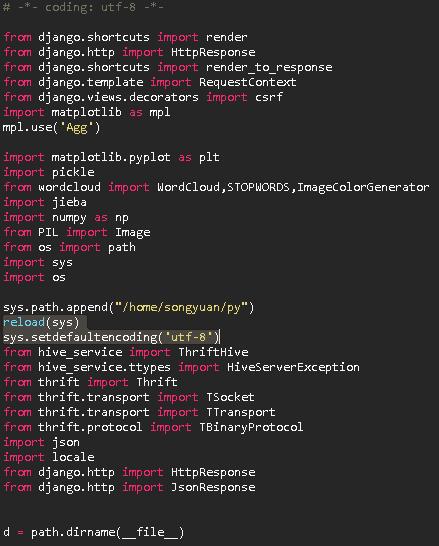 # -*- coding: utf-8 -*-
from django.shortcuts import render
from django.http import HttpResponse
from django.shortcuts import render_to_response
from django.template import RequestContext
from django.views.decorators import csrf
import matplotlib as mpl
mpl.use('Agg')
import matplotlib.pyplot as plt
import pickle
from wordcloud import WordCloud,STOPWORDS,ImageColorGenerator
import jieba
import numpy as np
from PIL import Image
from os import path
import sys
import os
sys.path.append("/home/songyuan/py")
reload(sys)
sys.setdefaultencoding('utf-8')
from hive_service import ThriftHive
from hive_service.ttypes import HiveServerException
from thrift import Thrift
from thrift.transport import TSocket
from thrift.transport import TTransport
from thrift.protocol import TBinaryProtocol
import json
import locale
from django.http import HttpResponse
from django.http import JsonResponse
d = path.dirname(__file__)